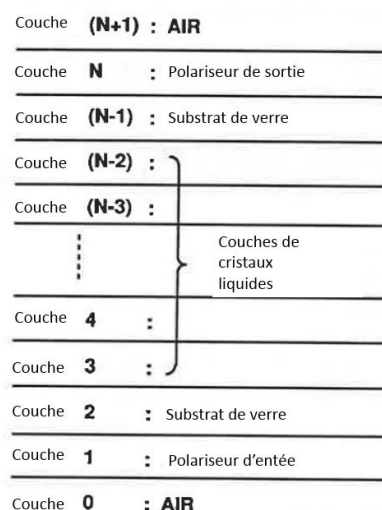 Couche (N+1) : AIR
Couche N : Polariseur de sortie
Couche (N-1) : Substrat de verre
Couche (N-2) :
Couche (N-3) :
Couches de
cristaux
liquides
Couche 4 :
Couche 3 :
Couche 2 : Substrat de verre
Couche 1 : Polariseur d'entée
Couche 0 : AIR